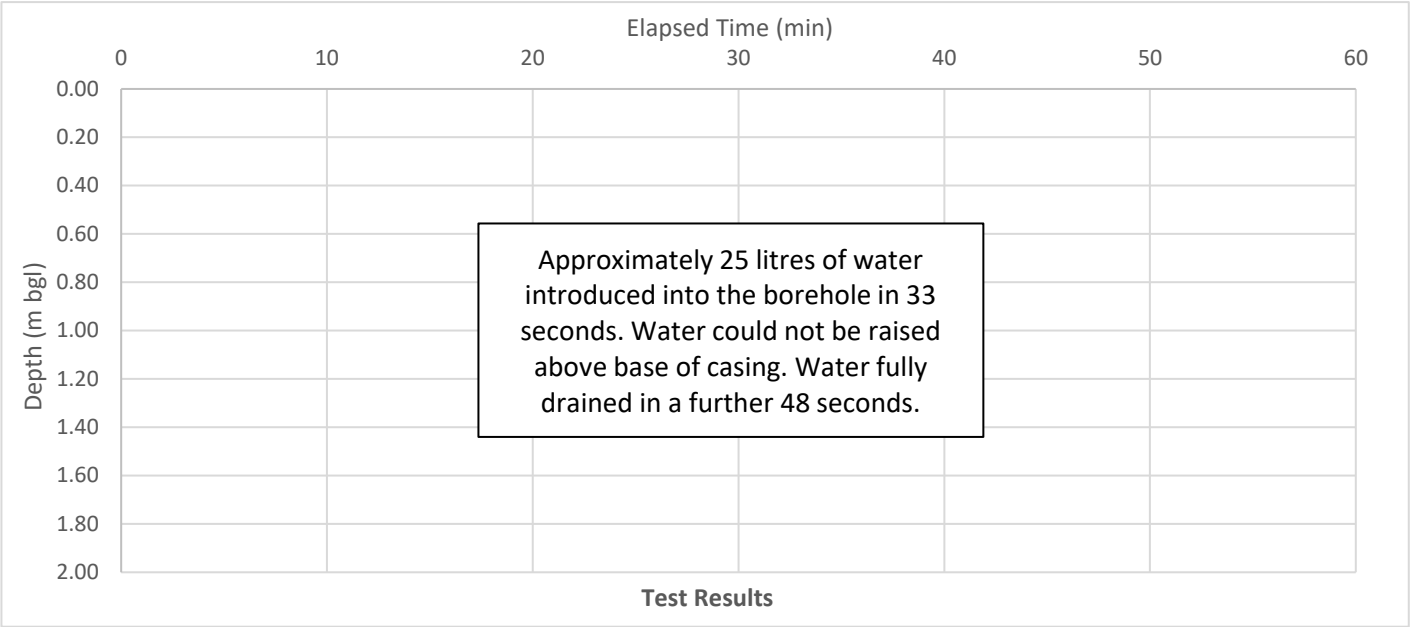 Elapsed Time (min)
0 10 20 30 40 50 60
0.00
0.20
0.40
0.60
0.80
1.00
1.20
1.40
1.60
1.80
2.00
Depth (m bgl)
Approximately 25 litres of water
introduced into the borehole in 33
seconds. Water could not be raised
above base of casing. Water fully
drained in a further 48 seconds.
Test Results